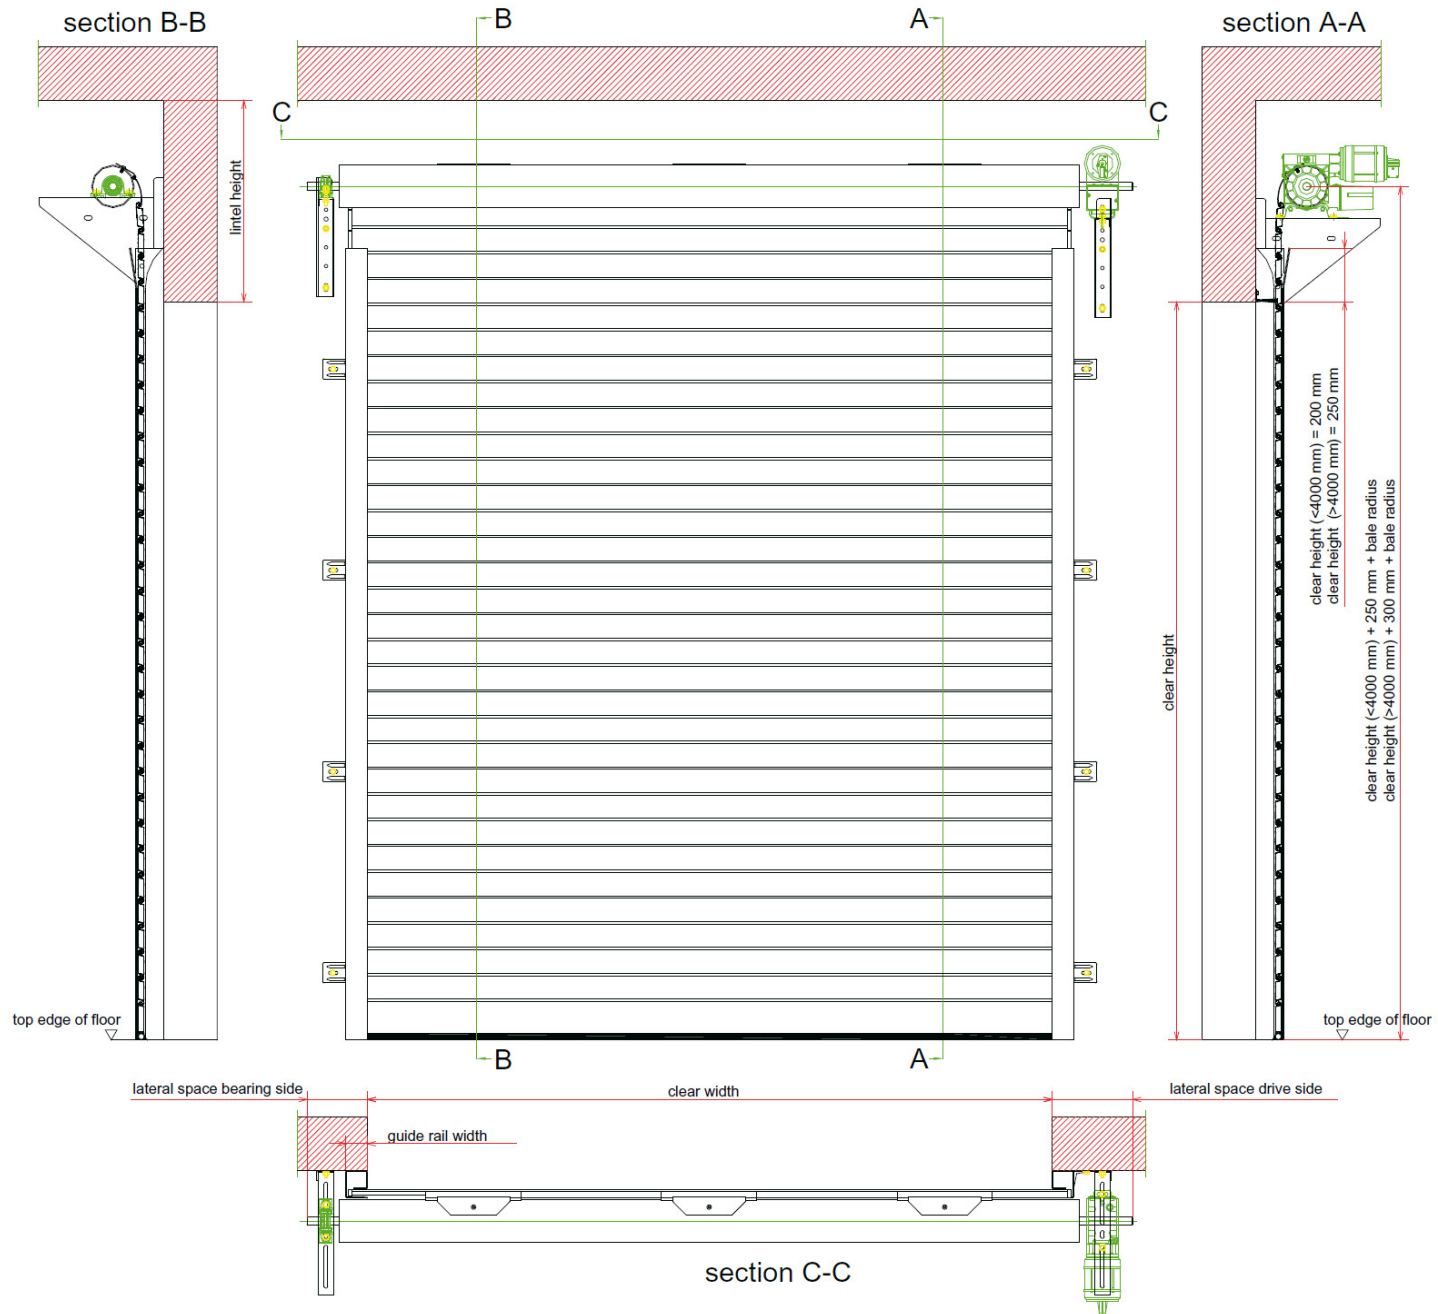 section B-B
B
A
section A-A
C
C
lintel height
clear height (<4000 mm) = 200 mm
clear height (>4000 mm) = 250 mm
clear height (<4000 mm) + 250 mm + bale radius
clear height (>4000 mm) + 300 mm + bale radius
clear height
top edge of floor
top edge of floor
B
A
lateral space bearing side
clear width
lateral space drive side
guide rail width
section C-C